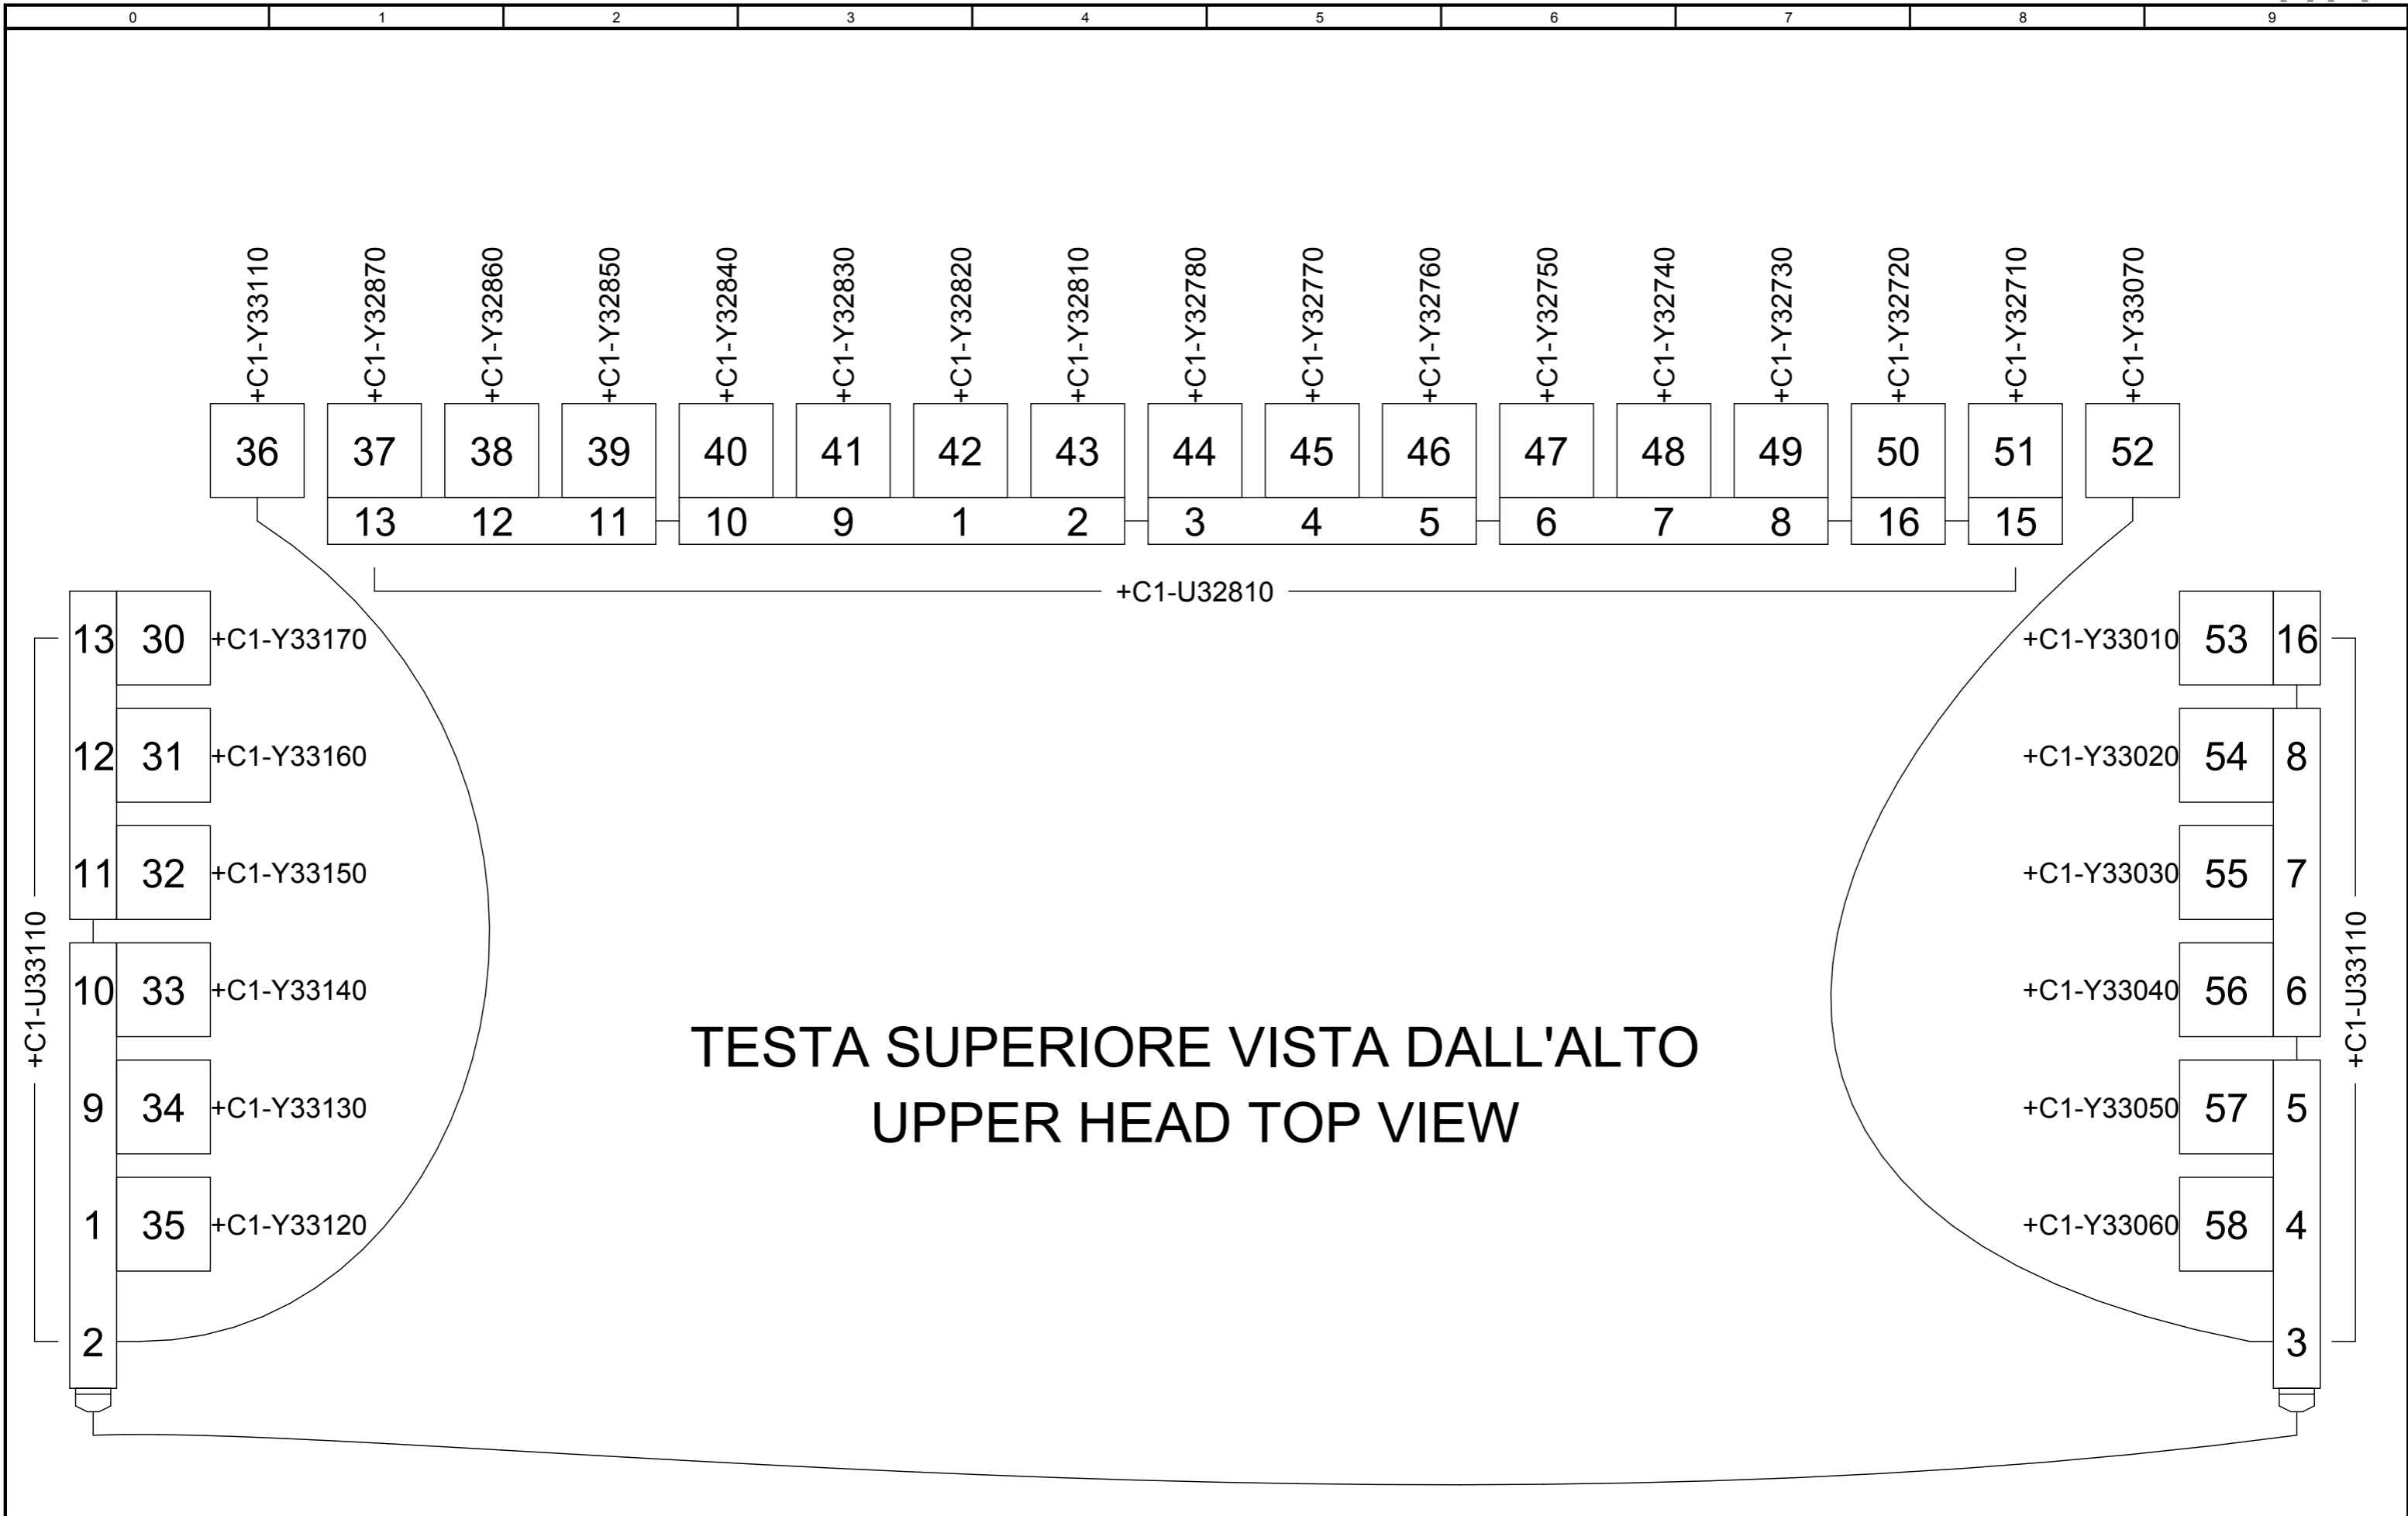 0 1 2 3 4 5 6 7 8 9
+C1-Y33110 +C1-Y32870 +C1-Y32860 +C1-Y32850 +C1-Y32840 +C1-Y32830 +C1-Y32820 +C1-Y32810 +C1-Y32780 +C1-Y32770 +C1-Y32760 +C1-Y32750 +C1-Y32740 +C1-Y32730 +C1-Y32720 +C1-Y32710 +C1-Y33070
36 37 38 39 40 41 42 43 44 45 46 47 48 49 50 51 52
13 12 11 10 9 1 2 3 4 5 6 7 8 16 15
+C1-U32810
13 30 +C1-Y33170
12 31 +C1-Y33160
11 32 +C1-Y33150
10 33 +C1-Y33140
9 34 +C1-Y33130
1 35 +C1-Y33120
2
+C1-U33110
TESTA SUPERIORE VISTA DALL'ALTO
UPPER HEAD TOP VIEW
+C1-Y33010 53 16
+C1-Y33020 54 8
+C1-Y33030 55 7
+C1-Y33040 56 6
+C1-Y33050 57 5
+C1-Y33060 58 4
3
+C1-U33110